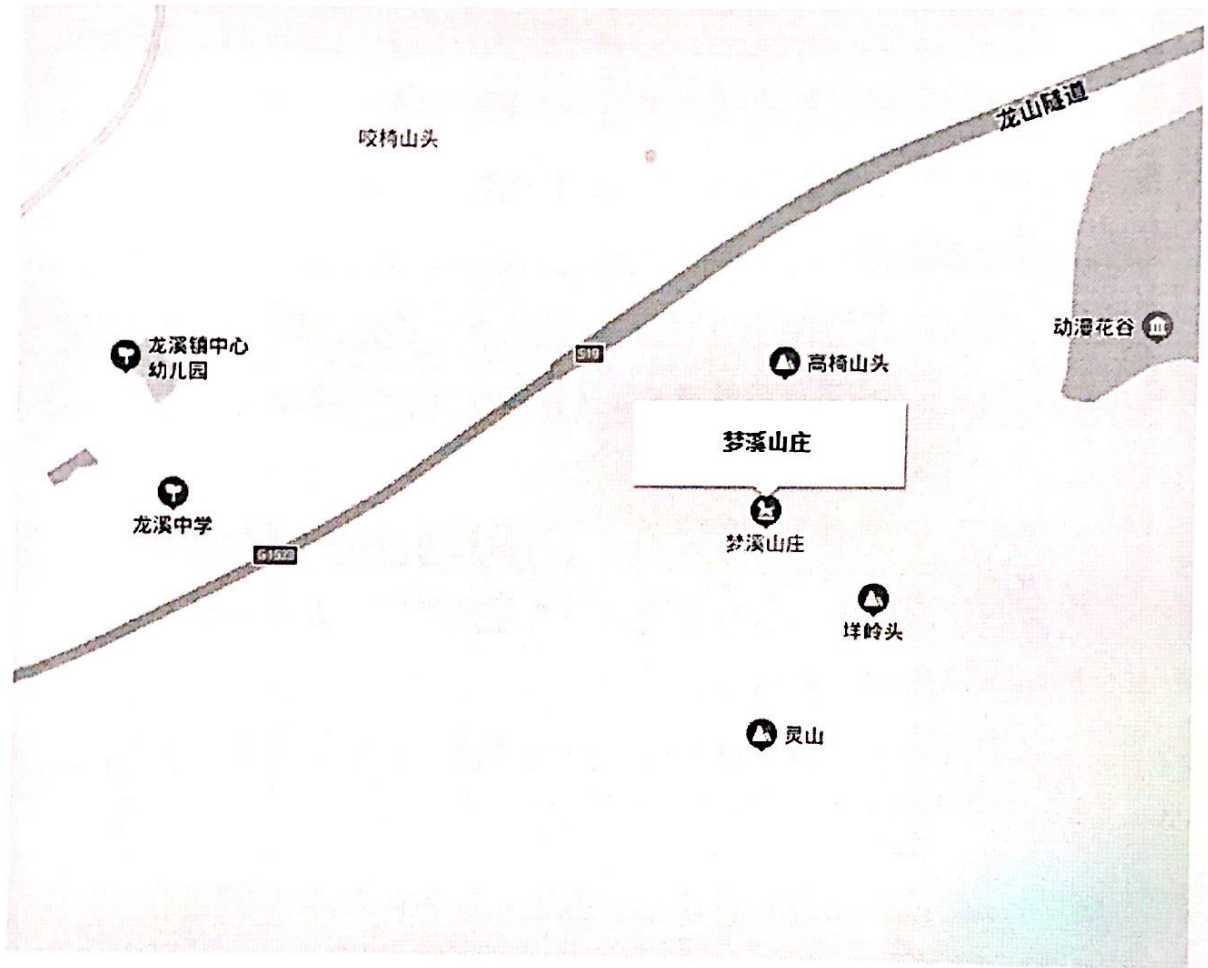 龙山隧道
咬椅山头
动漫花谷
龙溪镇中心
幼儿园
S10
高椅山头
梦溪山庄
龙溪中学
梦溪山庄
G1523
垟岭头
灵山